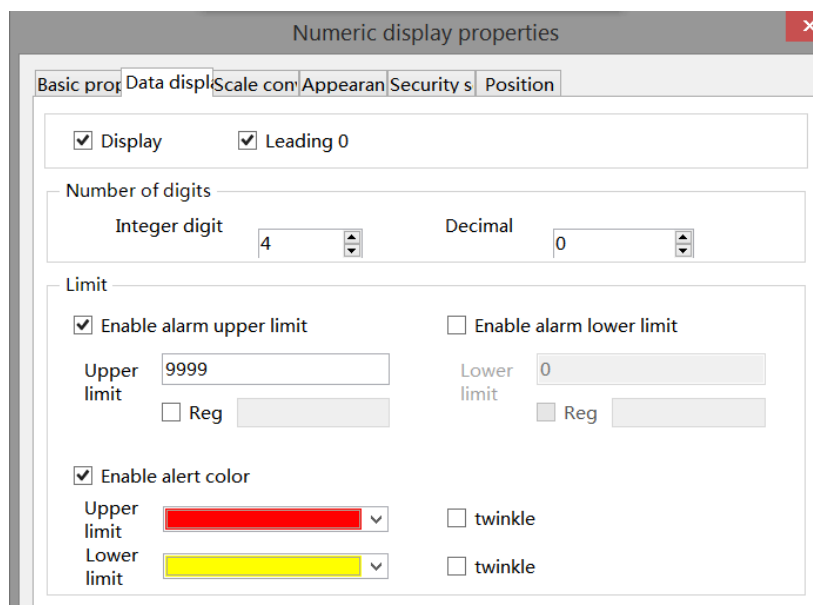 Numeric display properties
Basic prop Data displa Scale conv Appearan Security s Position
Display Leading 0
Number of digits
Integer digit 4 Decimal 0
Limit
Enable alarm upper limit Enable alarm lower limit
Upper limit 9999 Lower limit 0
Reg Reg
Enable alert color
Upper limit twinkle
Lower limit twinkle